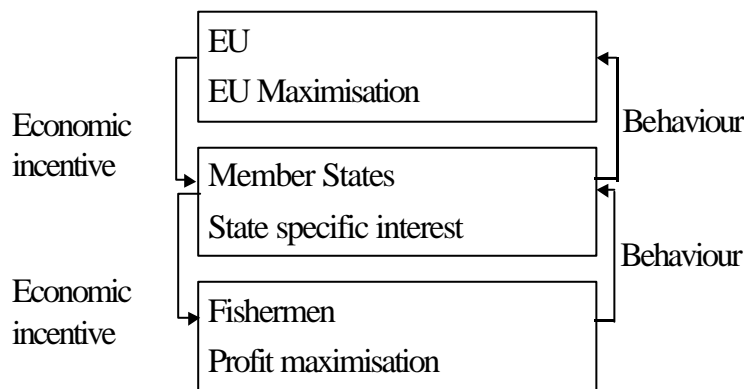 EU
EU Maximisation
Economic
incentive
Behaviour
Member States
State specific interest
Economic
incentive
Behaviour
Fishermen
Profit maximisation